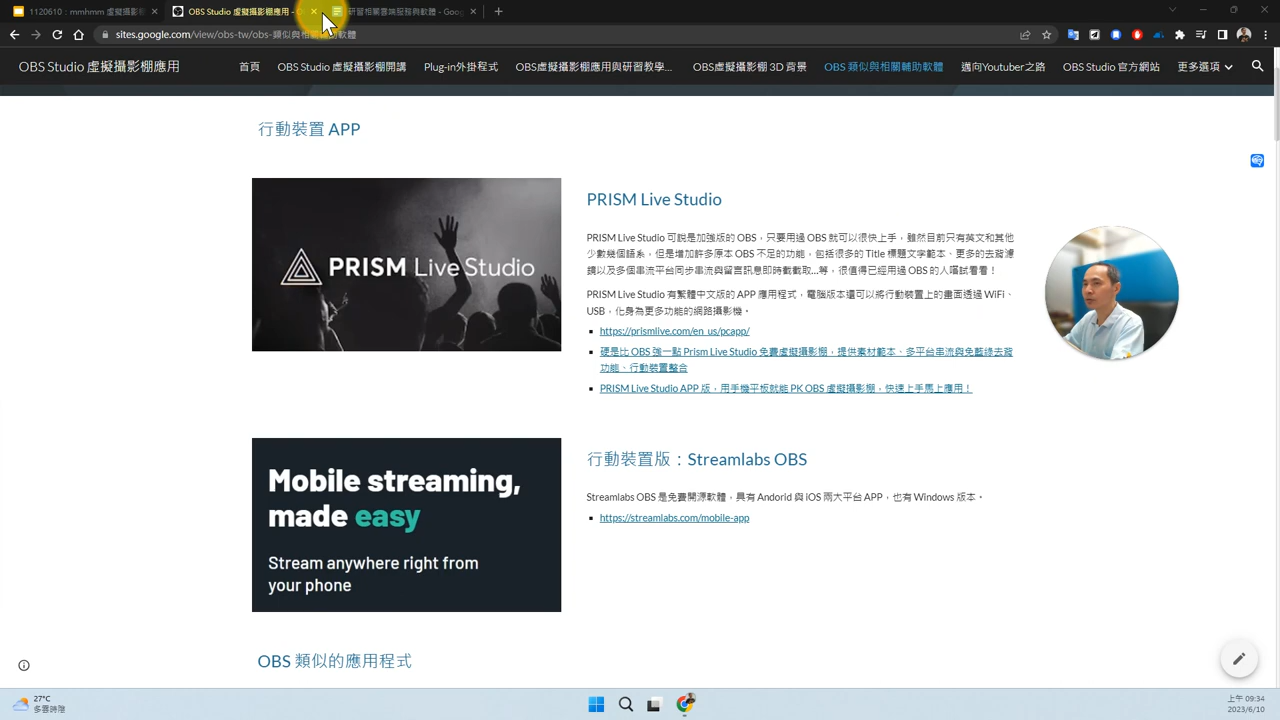 1120610 : mmhmm 虛擬攝影棚
OBS Studio 虛擬攝影棚應用 - O
研習相關雲端服務與軟體 - Goog
sites.google.com/view/obs-tw/obs-類似與相關輔助軟體
OBS Studio 虛擬攝影棚應用
首頁
OBS 虛擬攝影棚開講
Plug-in外掛程式
OBS虛擬攝影棚應用與研習教學...
OBS虛擬攝影棚 3D 背景
OBS 類似與相關輔助軟體
邁向Youtuber之路
OBS Studio 官方網站
更多選項
行動裝置 APP
PRISM Live Studio
PRISM Live Studio
PRISM Live Studio 可說是加強版的 OBS，只要用過 OBS 就可以很快上手，雖然目前只有英文和其他
少數幾個語系，但是增加許多原本 OBS 不足的功能，包括很多的 Title 標題文字範本、更多的去背濾
鏡以及多個串流平台同步串流與留言訊息即時截取...等，很值得已經用過 OBS 的人嚐試看看！
PRISM Live Studio 有繁體中文版的 APP 應用程式，電腦版本還可以將行動裝置上的畫面透過 WiFi、
USB，化身為更多功能的網路攝影機。
https://prismlive.com/en_us/pcapp/
硬是比 OBS 強一點 Prism Live Studio 免費虛擬攝影棚，提供素材範本、多平台串流與免藍綠去背
功能、行動裝置整合
PRISM Live Studio APP 版，用手機平板就能 PK OBS 虛擬攝影棚，快速上手馬上應用！
Mobile streaming,
made easy
Stream anywhere right from
your phone
行動裝置版：Streamlabs OBS
Streamlabs OBS 是免費開源軟體，具有 Andorid 與 iOS 兩大平台 APP，也有 Windows 版本。
https://streamlabs.com/mobile-app
OBS 類似的應用程式
27°C
多雲時陰
上午 09:34
2023/6/10